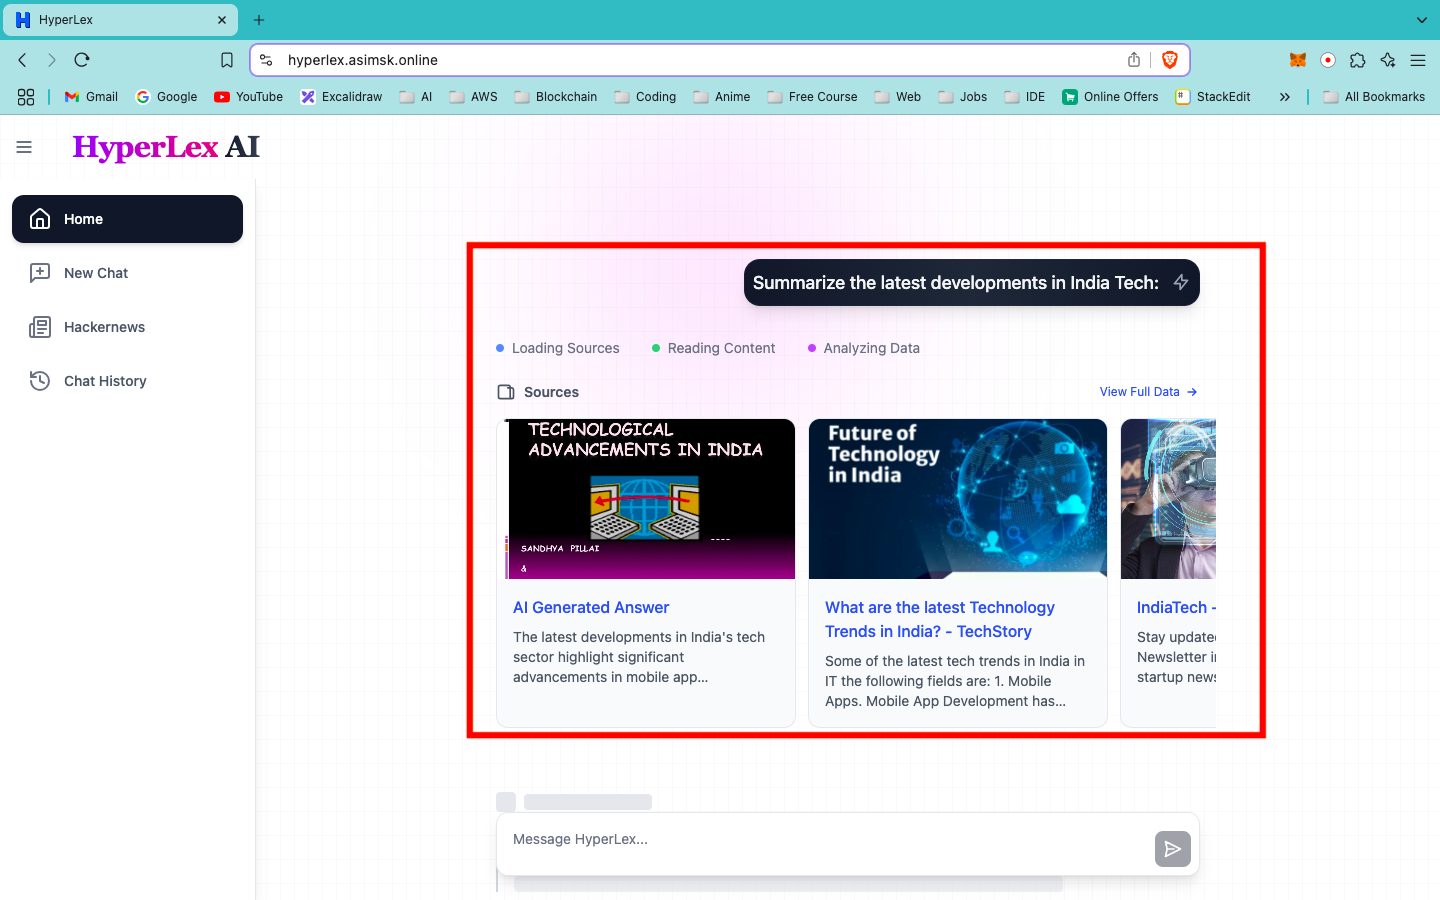 HyperLex
hyperlex.asimsk.online
Gmail
Google
YouTube
Excalidraw
AI
AWS
Blockchain
Coding
Anime
Free Course
Web
Jobs
IDE
Online Offers
StackEdit
All Bookmarks
HyperLex AI
Home
New Chat
Hackernews
Chat History
Summarize the latest developments in India Tech:
Loading Sources
Reading Content
Analyzing Data
Sources
View Full Data →
TECHNOLOGICAL
ADVANCEMENTS IN INDIA
SANDHYA PILLAI
&
AI Generated Answer
The latest developments in India's tech
sector highlight significant
advancements in mobile app...
Future of
Technology
in India
What are the latest Technology
Trends in India? - TechStory
Some of the latest tech trends in India in
IT the following fields are: 1. Mobile
Apps. Mobile App Development has...
IndiaTech -
Stay update
Newsletter i
startup news
Message HyperLex...